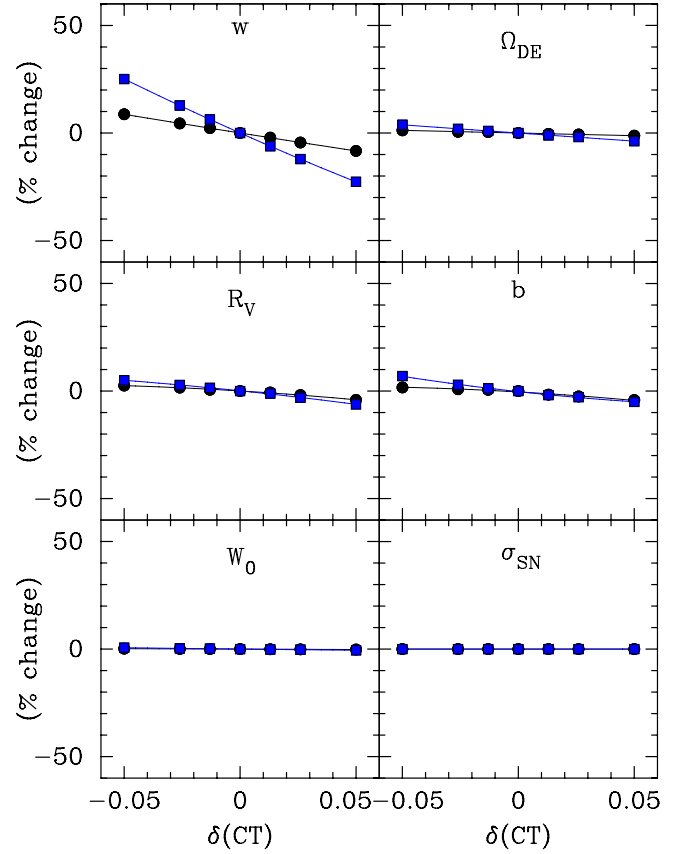 50
w
Ω_DE
0
(% change)
−50
50
R_V
b
0
(% change)
−50
50
W_0
σ_SN
0
(% change)
−50
−0.05 0 0.05 −0.05 0 0.05
δ(CT) δ(CT)